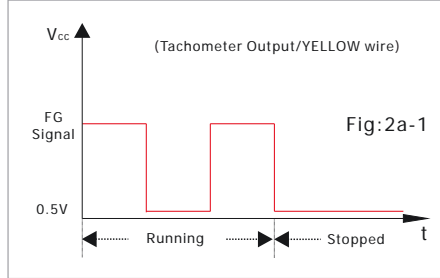 Vcc
(Tachometer Output/YELLOW wire)
FG
Signal
Fig:2a-1
0.5V
t
Running
Stopped